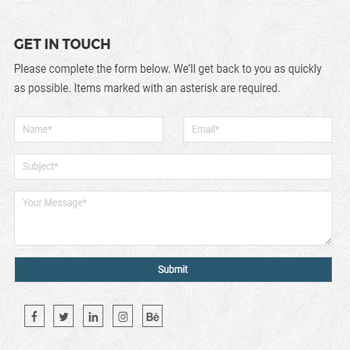 GET IN TOUCH
Please complete the form below. We'll get back to you as quickly
as possible. Items marked with an asterisk are required.
Name* Email*
Subject*
Your Message*
Submit
f in Bē